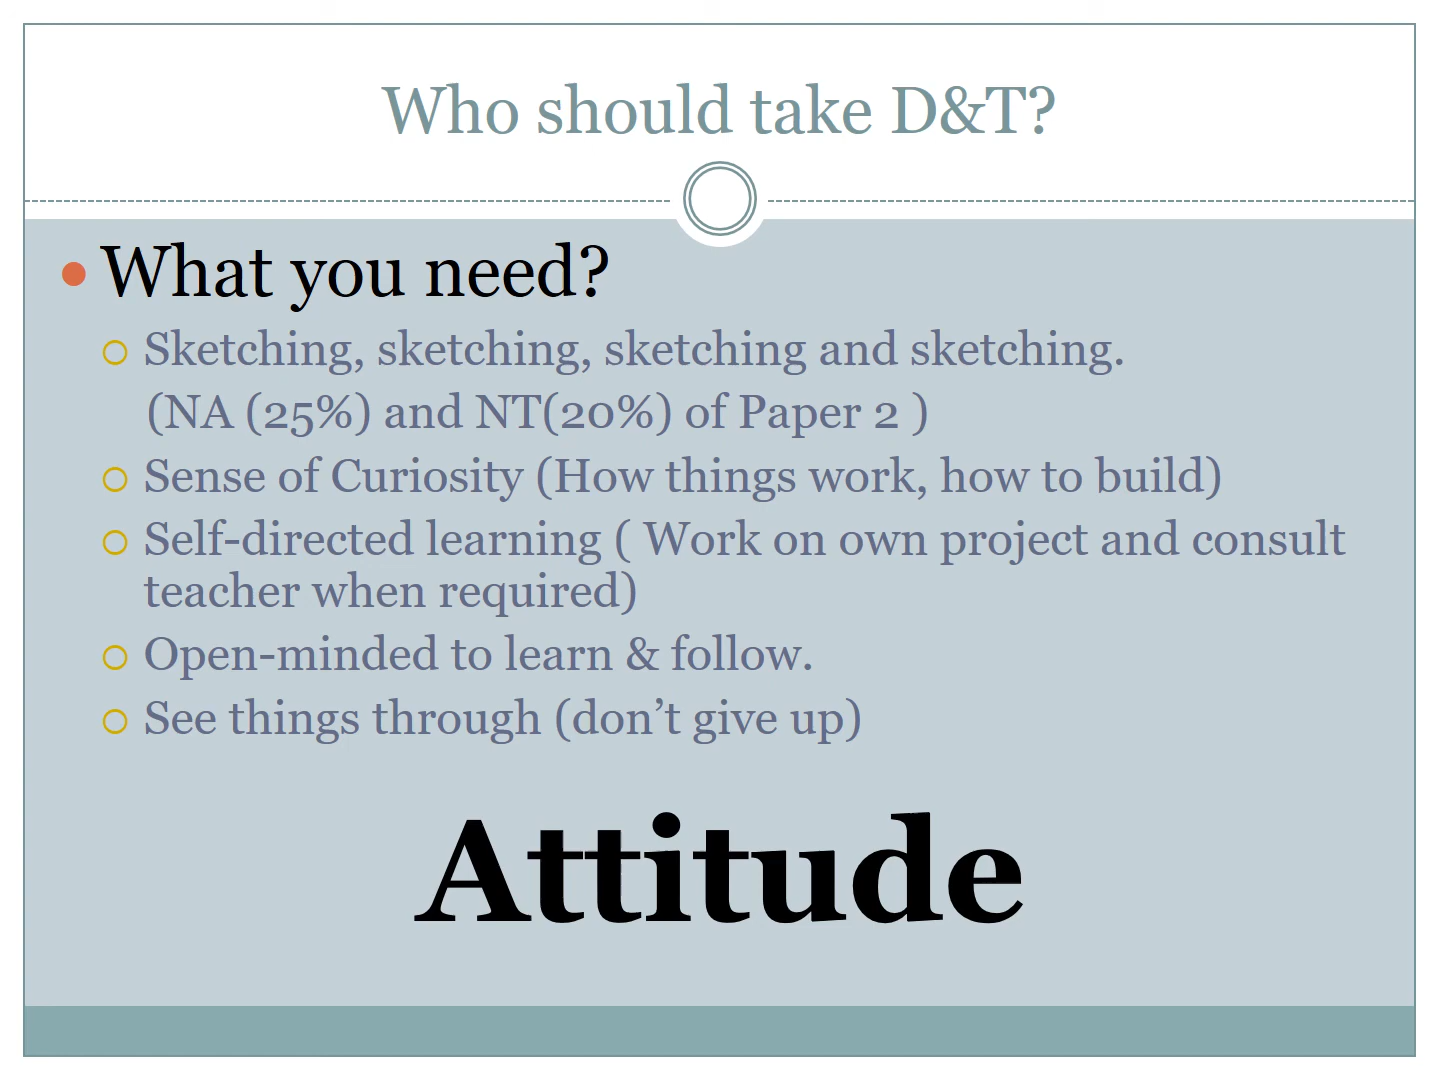 Who should take D&T?
What you need?
Sketching, sketching, sketching and sketching.
(NA (25%) and NT(20%) of Paper 2 )
Sense of Curiosity (How things work, how to build)
Self-directed learning ( Work on own project and consult
teacher when required)
Open-minded to learn & follow.
See things through (don’t give up)
Attitude